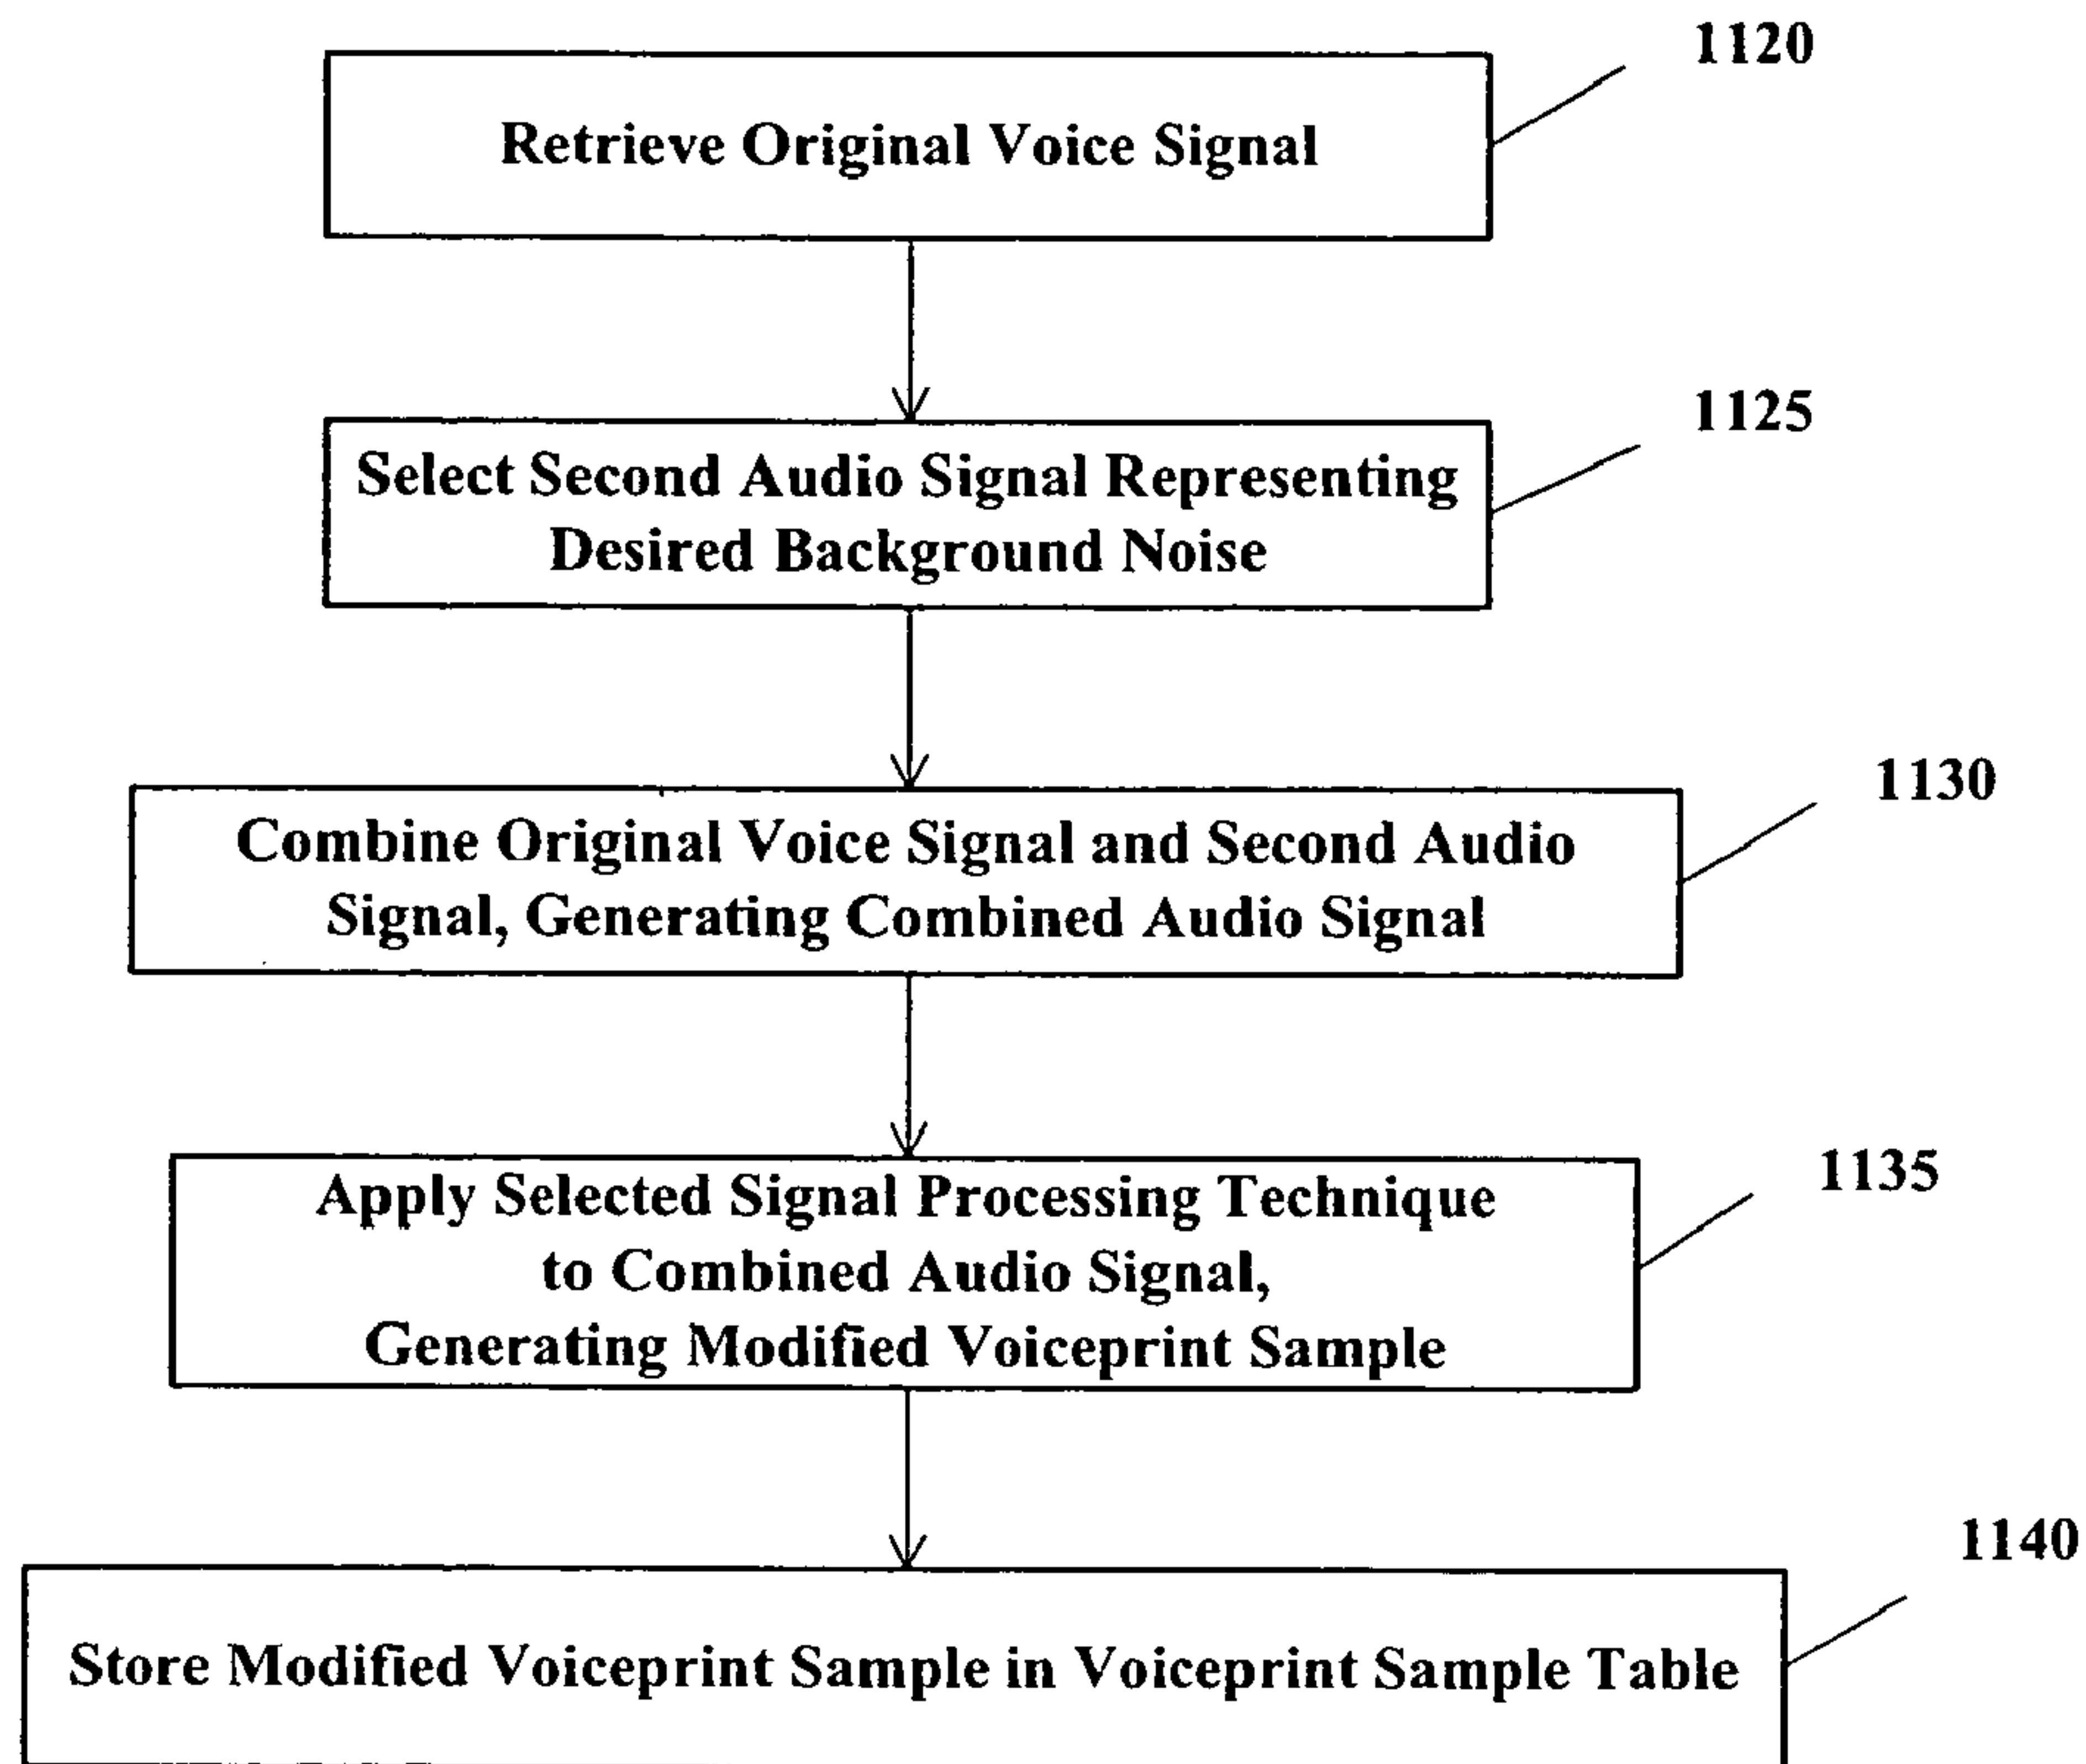 1120
Retrieve Original Voice Signal
1125
Select Second Audio Signal Representing
Desired Background Noise
1130
Combine Original Voice Signal and Second Audio
Signal, Generating Combined Audio Signal
1135
Apply Selected Signal Processing Technique
to Combined Audio Signal,
Generating Modified Voiceprint Sample
1140
Store Modified Voiceprint Sample in Voiceprint Sample Table